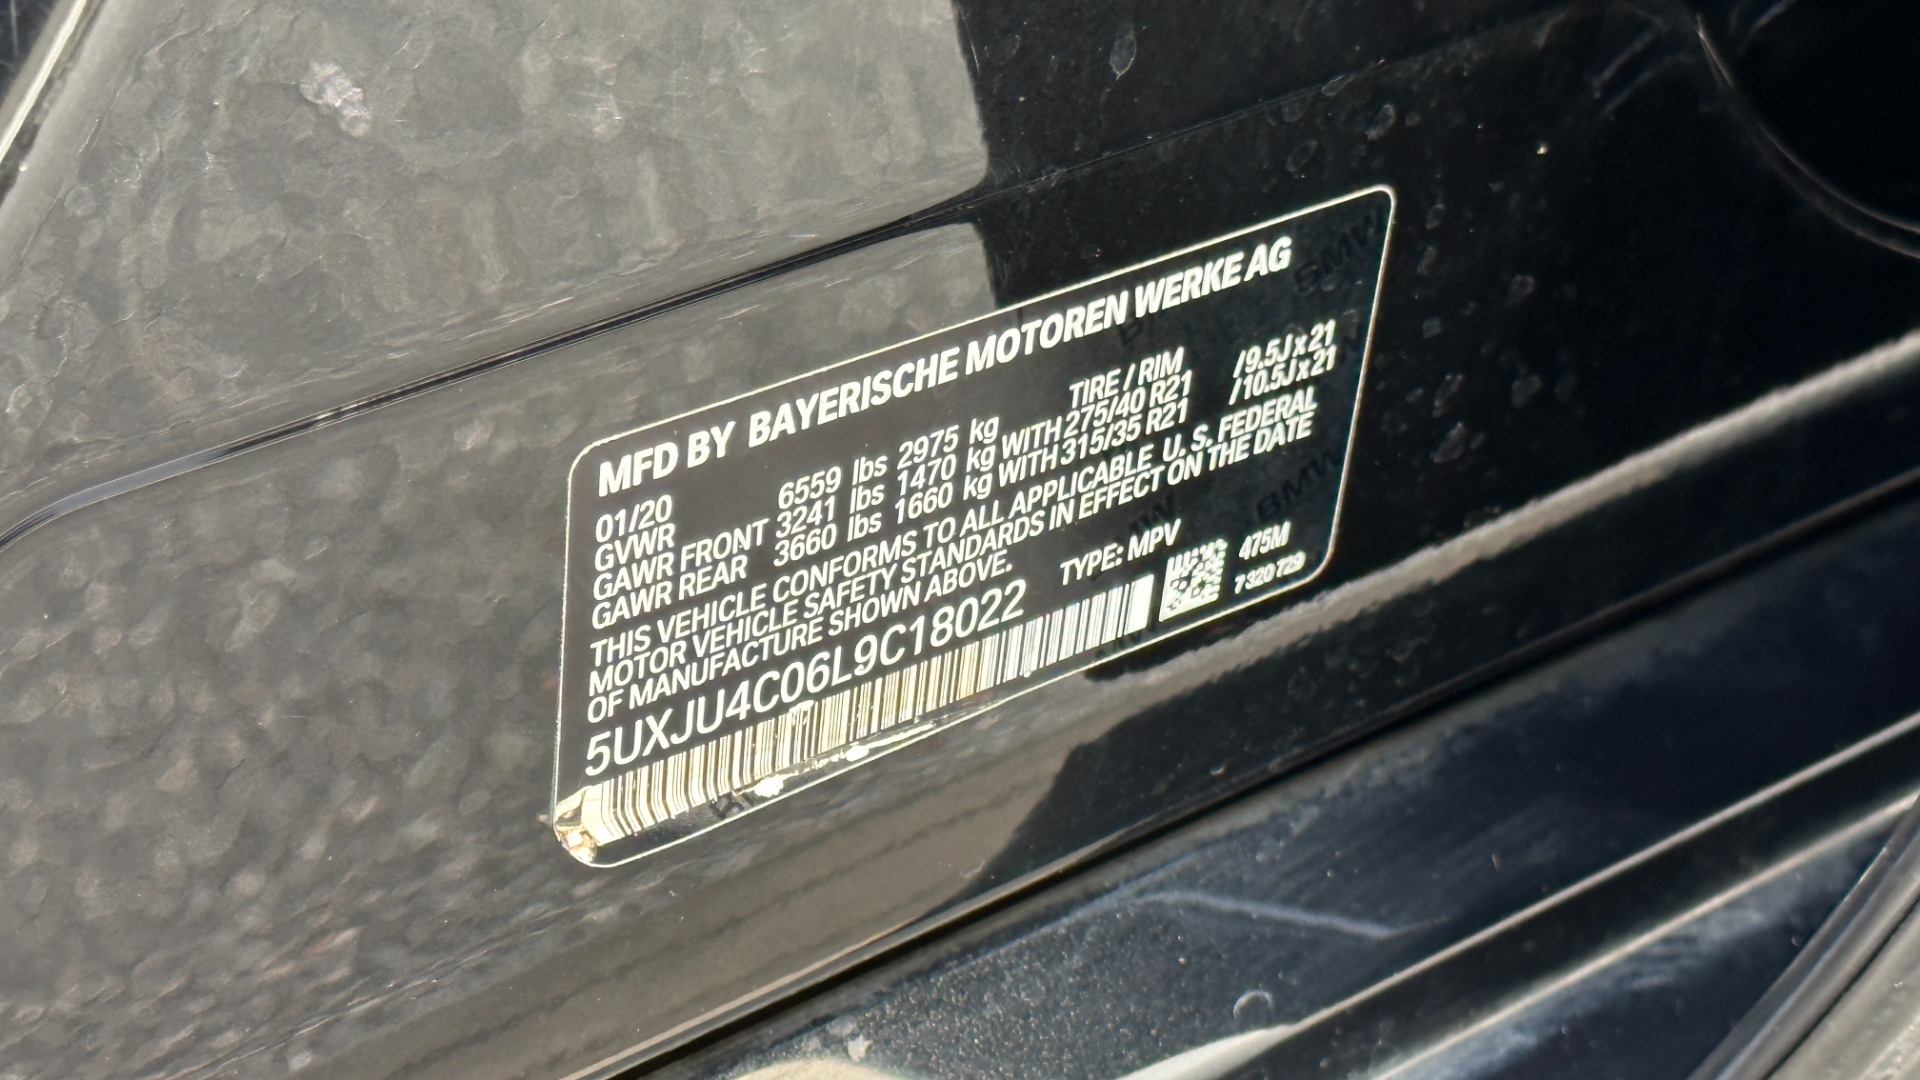 MFD BY BAYERISCHE MOTOREN WERKE AG
01/20 TIRE / RIM
GVWR 6559 lbs 2975 kg
GAWR FRONT 3241 lbs 1470 kg WITH 275/40 R21 /9.5J x 21
GAWR REAR 3660 lbs 1660 kg WITH 315/35 R21 /10.5J x 21
THIS VEHICLE CONFORMS TO ALL APPLICABLE U. S. FEDERAL
MOTOR VEHICLE SAFETY STANDARDS IN EFFECT ON THE DATE
OF MANUFACTURE SHOWN ABOVE.
5UXJU4C06L9C18022 TYPE: MPV
475M
7 320 729
BMW
BMW